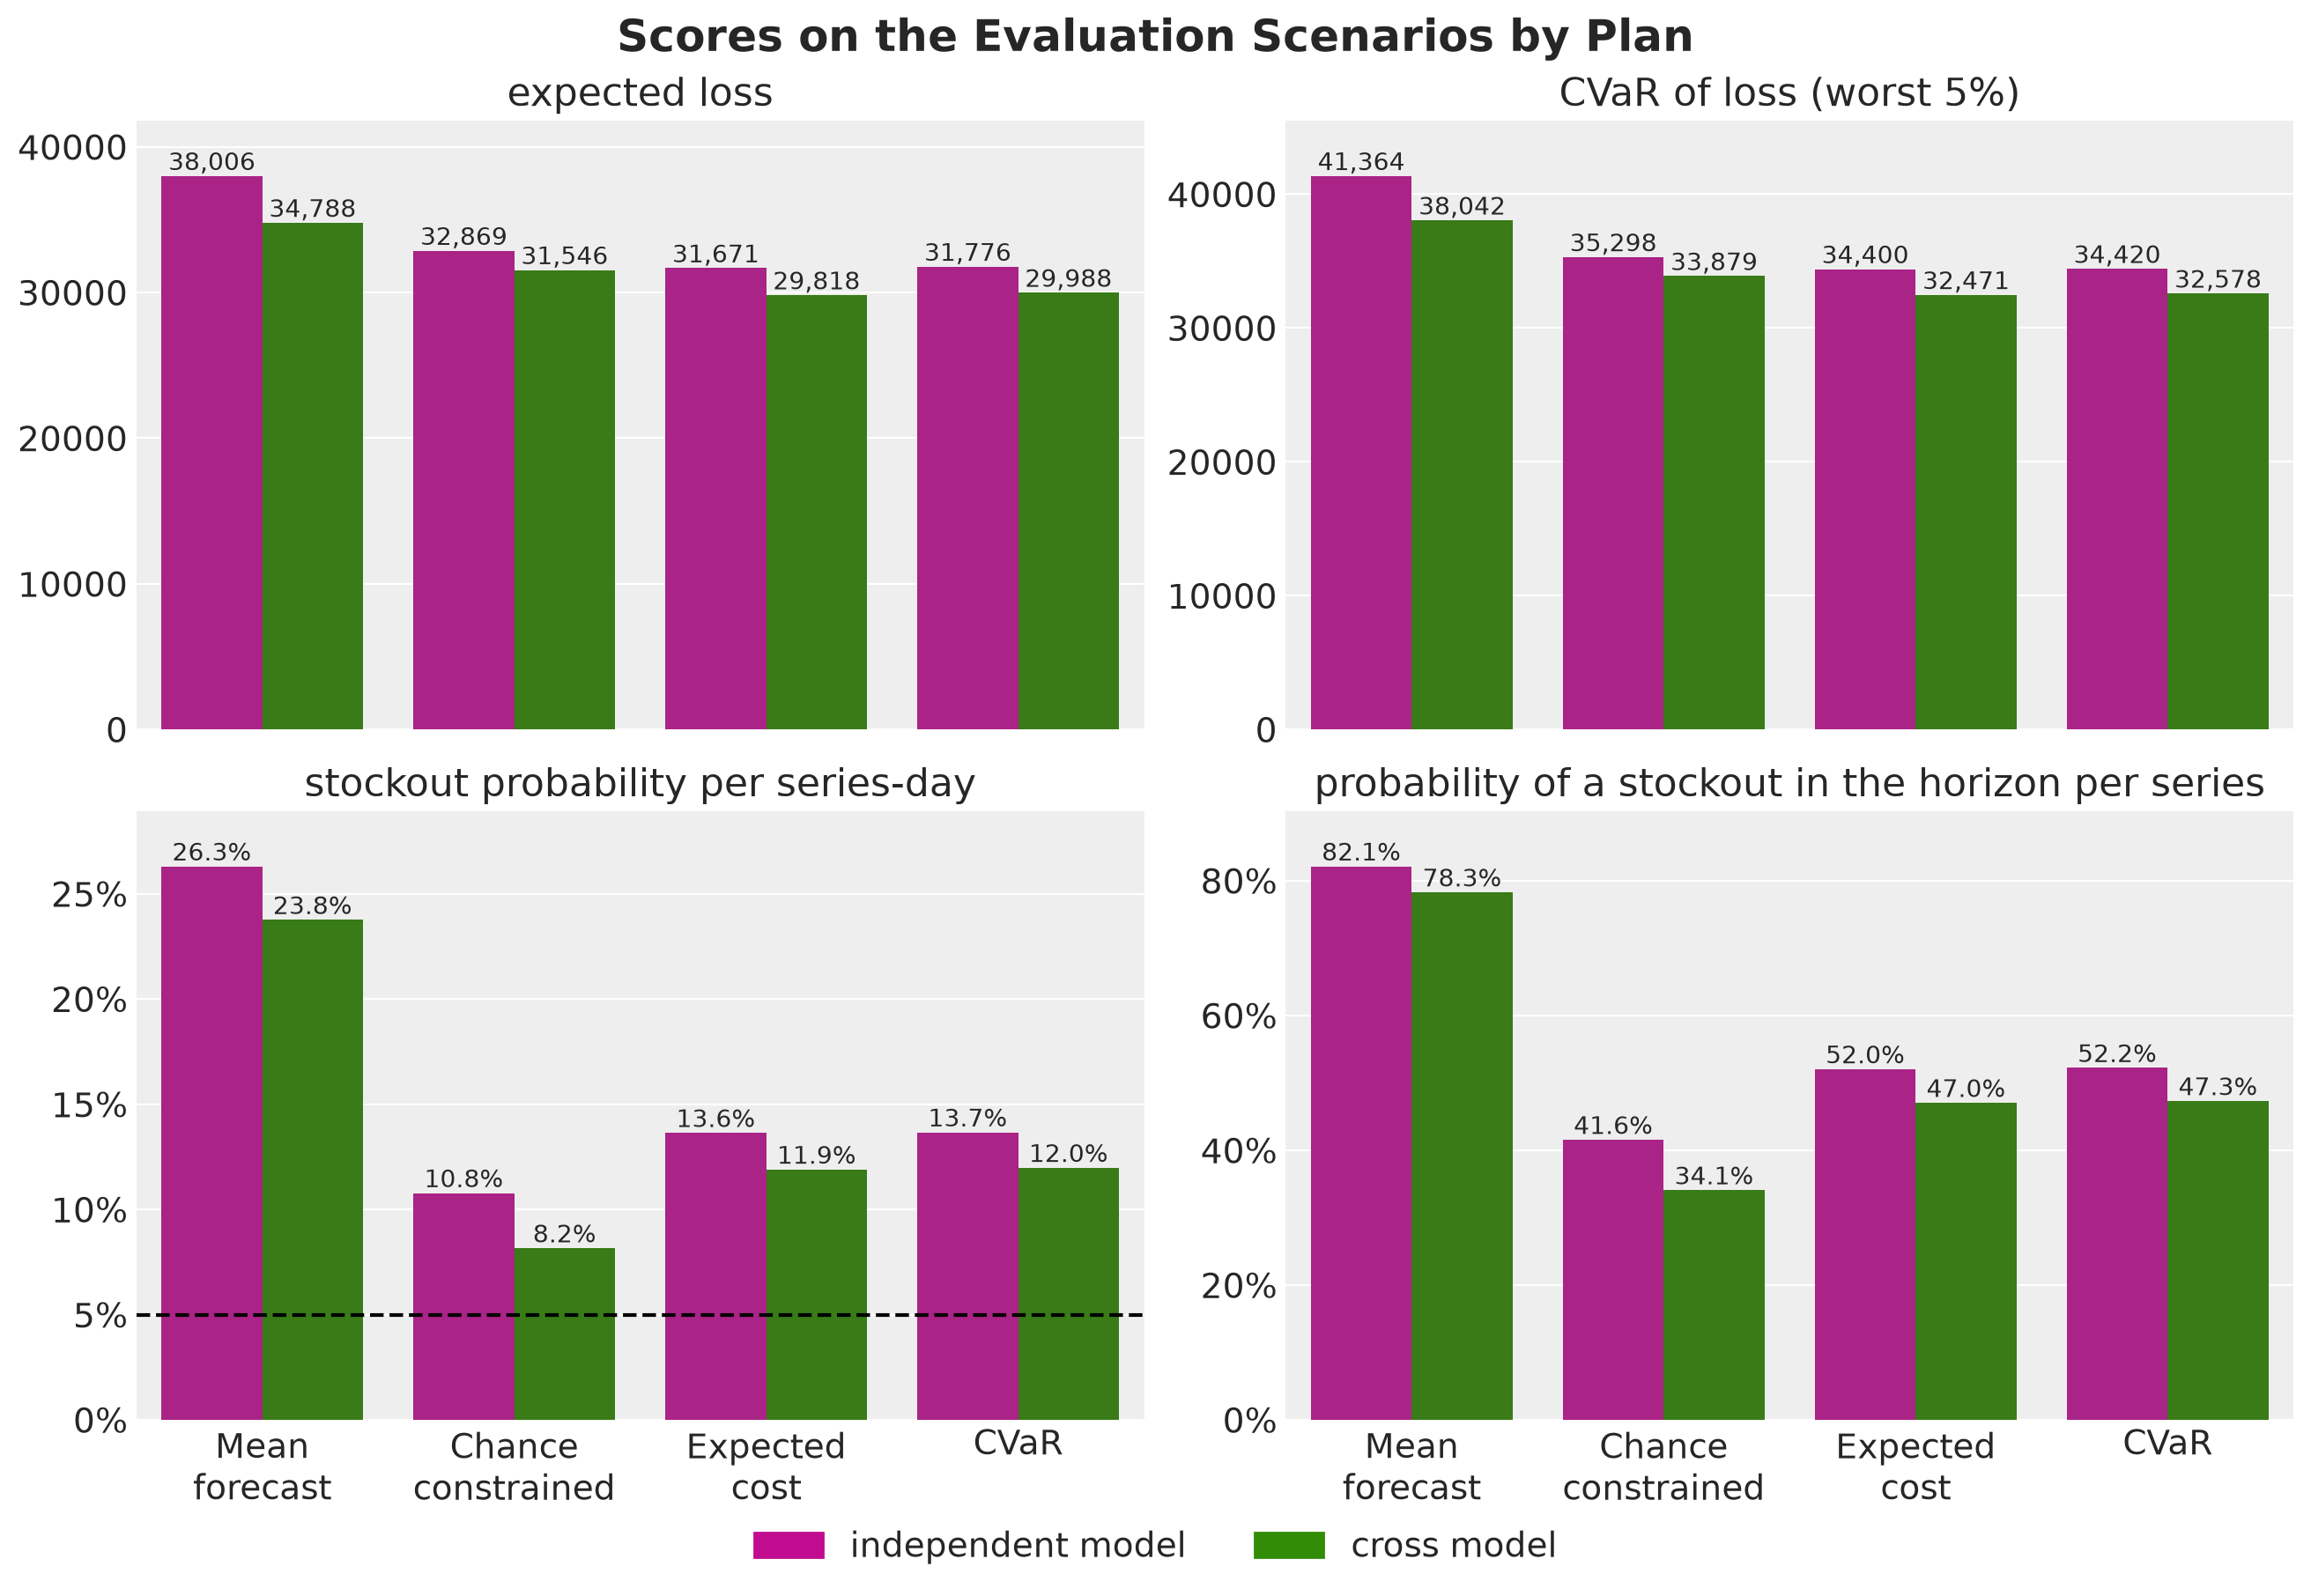 Scores on the Evaluation Scenarios by Plan
expected loss
40000
30000
20000
10000
0
38,006
34,788
32,869
31,546
31,671
29,818
31,776
29,988
CVaR of loss (worst 5%)
40000
30000
20000
10000
0
41,364
38,042
35,298
33,879
34,400
32,471
34,420
32,578
stockout probability per series-day
25%
20%
15%
10%
5%
0%
26.3%
23.8%
10.8%
8.2%
13.6%
11.9%
13.7%
12.0%
Mean
forecast
Chance
constrained
Expected
cost
CVaR
probability of a stockout in the horizon per series
80%
60%
40%
20%
0%
82.1%
78.3%
41.6%
34.1%
52.0%
47.0%
52.2%
47.3%
Mean
forecast
Chance
constrained
Expected
cost
CVaR
independent model
cross model